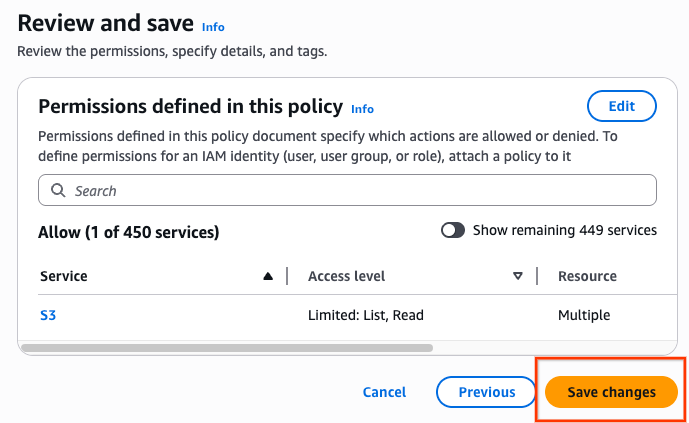 Review and save Info
Review the permissions, specify details, and tags.
Permissions defined in this policy Info
Edit
Permissions defined in this policy document specify which actions are allowed or denied. To
define permissions for an IAM identity (user, user group, or role), attach a policy to it
Search
Allow (1 of 450 services)
Show remaining 449 services
Service Access level Resource
S3 Limited: List, Read Multiple
Cancel Previous Save changes